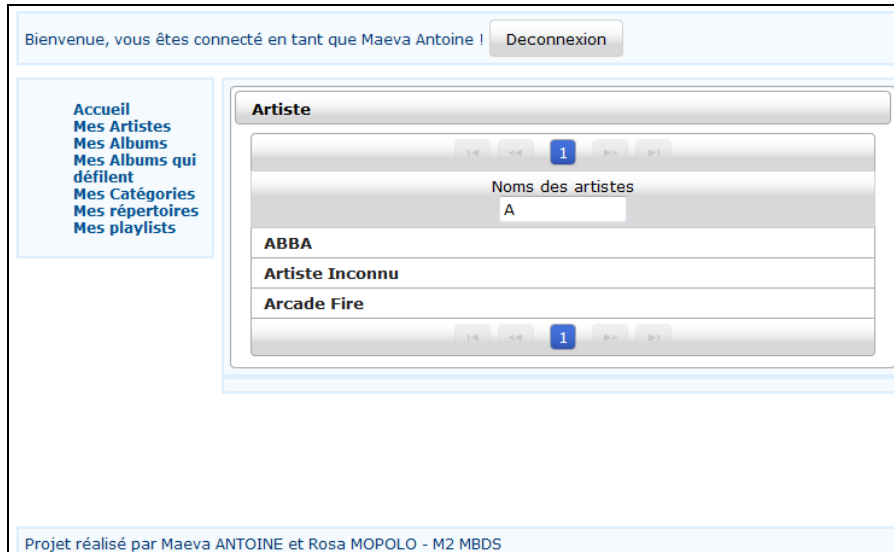 Bienvenue, vous êtes connecté en tant que Maeva Antoine !
Deconnexion
Accueil
Mes Artistes
Mes Albums
Mes Albums qui
défilent
Mes Catégories
Mes répertoires
Mes playlists
Artiste
1
Noms des artistes
A
ABBA
Artiste Inconnu
Arcade Fire
1
Projet réalisé par Maeva ANTOINE et Rosa MOPOLO - M2 MBDS